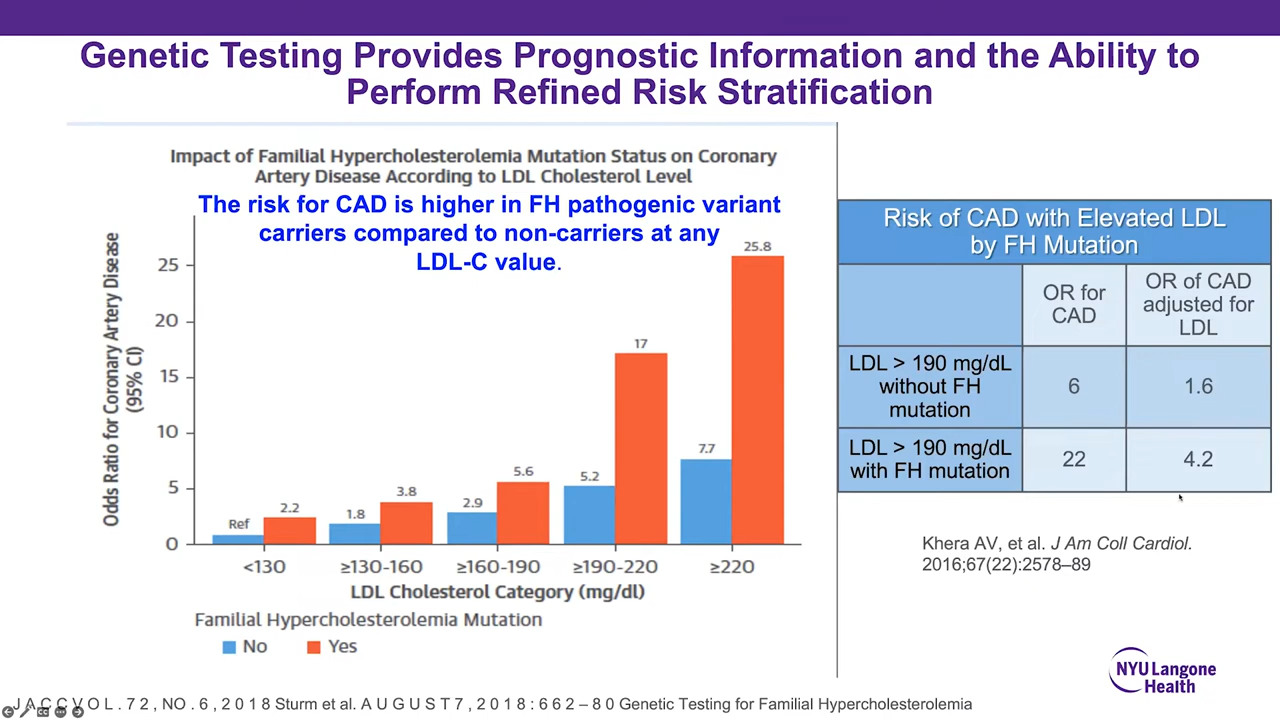 Genetic Testing Provides Prognostic Information and the Ability to
Perform Refined Risk Stratification
Impact of Familial Hypercholesterolemia Mutation Status on Coronary
Artery Disease According to LDL Cholesterol Level
The risk for CAD is higher in FH pathogenic variant
carriers compared to non-carriers at any
LDL-C value.
Odds Ratio for Coronary Artery Disease
(95% CI)
25
20
15
10
5
0
Ref
2.2
1.8
3.8
2.9
5.6
5.2
17
7.7
25.8
<130
≥130-160
≥160-190
≥190-220
≥220
LDL Cholesterol Category (mg/dl)
Familial Hypercholesterolemia Mutation
No
Yes
Risk of CAD with Elevated LDL
by FH Mutation
OR for
CAD
OR of CAD
adjusted for
LDL
LDL > 190 mg/dL
without FH
mutation
6
1.6
LDL > 190 mg/dL
with FH mutation
22
4.2
Khera AV, et al. J Am Coll Cardiol.
2016;67(22):2578–89
NYU Langone
Health
J A C C V O L . 7 2 , NO . 6 , 2 0 1 8 Sturm et al. A U G U S T 7 , 2 0 1 8 : 6 6 2 – 8 0 Genetic Testing for Familial Hypercholesterolemia